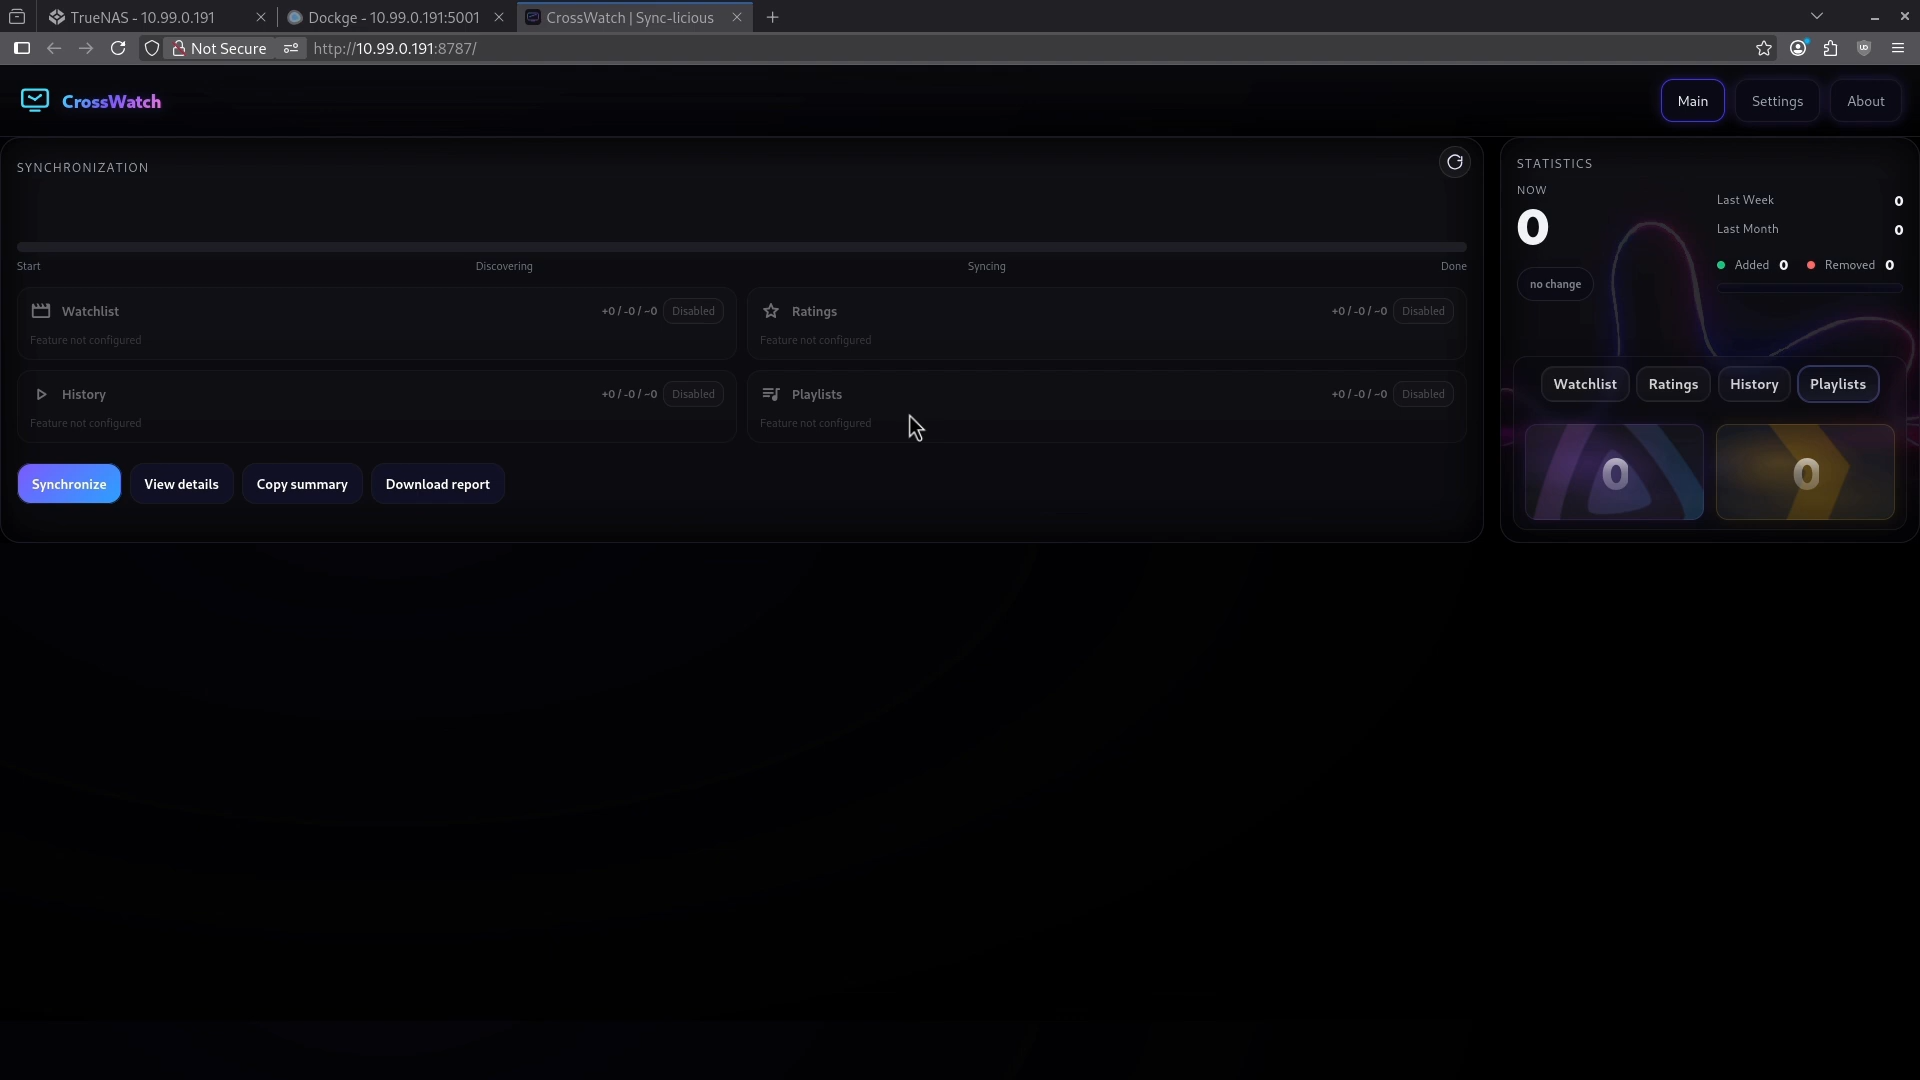 TrueNAS - 10.99.0.191
Dockge - 10.99.0.191:5001
CrossWatch | Sync-licious
Not Secure
http://10.99.0.191:8787/
CrossWatch
Main
Settings
About
SYNCHRONIZATION
Start
Discovering
Syncing
Done
Watchlist
+0 / -0 / ~0
Disabled
Feature not configured
Ratings
+0 / -0 / ~0
Disabled
Feature not configured
History
+0 / -0 / ~0
Disabled
Feature not configured
Playlists
+0 / -0 / ~0
Disabled
Feature not configured
Synchronize
View details
Copy summary
Download report
STATISTICS
NOW
0
no change
Last Week 0
Last Month 0
Added 0
Removed 0
Watchlist
Ratings
History
Playlists
0
0